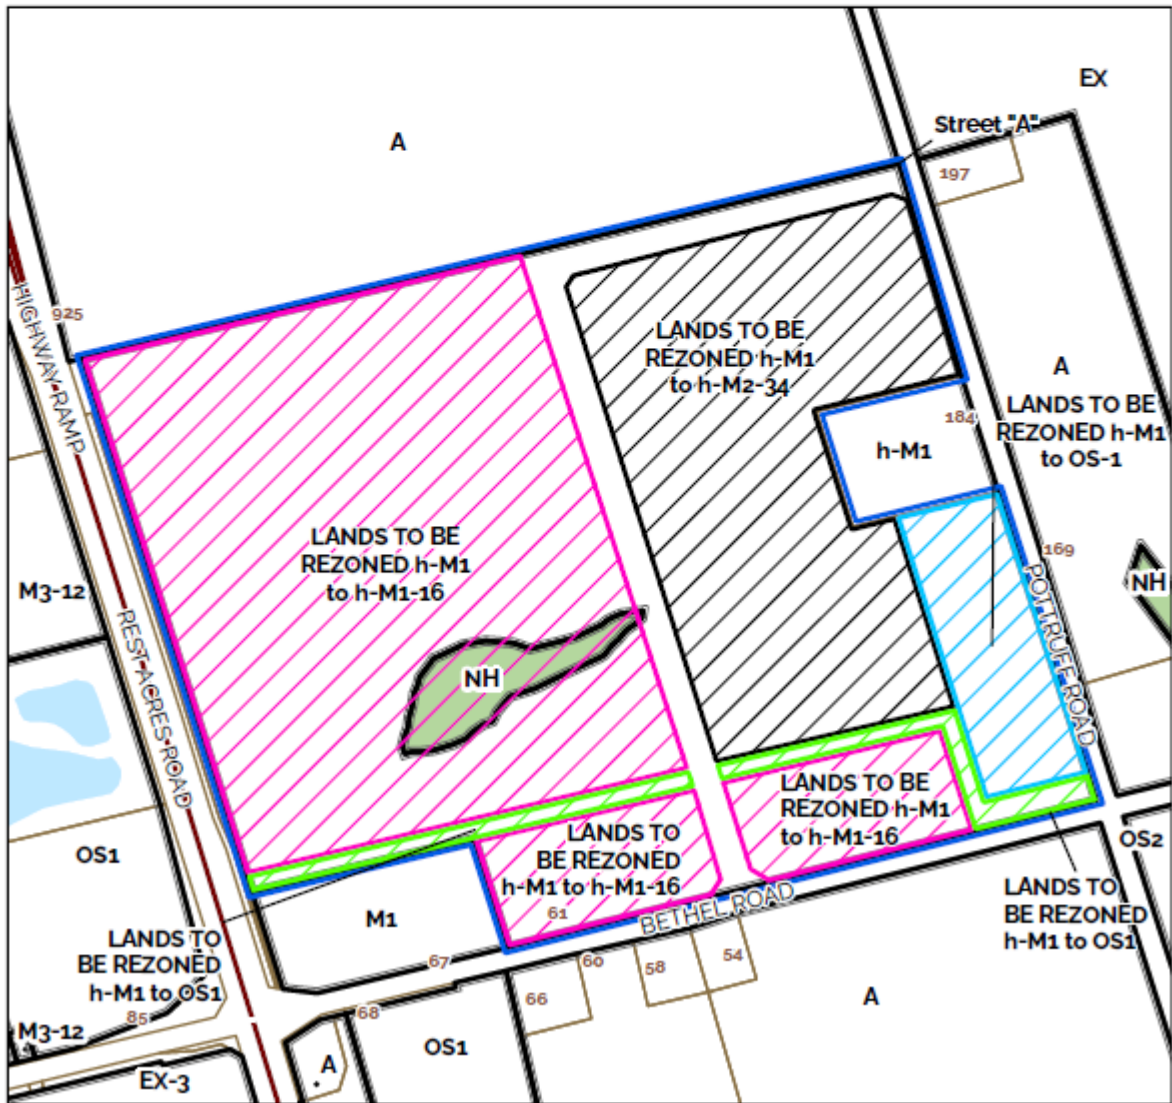 EX
Street "A"
A
197
925
HIGHWAY RAMP
LANDS TO BE
REZONED h-M1
to h-M2-34
A
184
LANDS TO BE
REZONED h-M1
to OS-1
h-M1
LANDS TO BE
REZONED h-M1
to h-M1-16
169
M3-12
NH
REST ACRES ROAD
POTTRUFF ROAD
NH
LANDS TO BE
REZONED h-M1
to h-M1-16
LANDS TO
BE REZONED
h-M1 to h-M1-16
OS1
OS2
61
BETHEL ROAD
M1
LANDS TO
BE REZONED
h-M1 to OS1
LANDS TO
BE REZONED
h-M1 to OS1
67
60
58
54
66
A
85
68
M3-12
OS1
A
EX-3